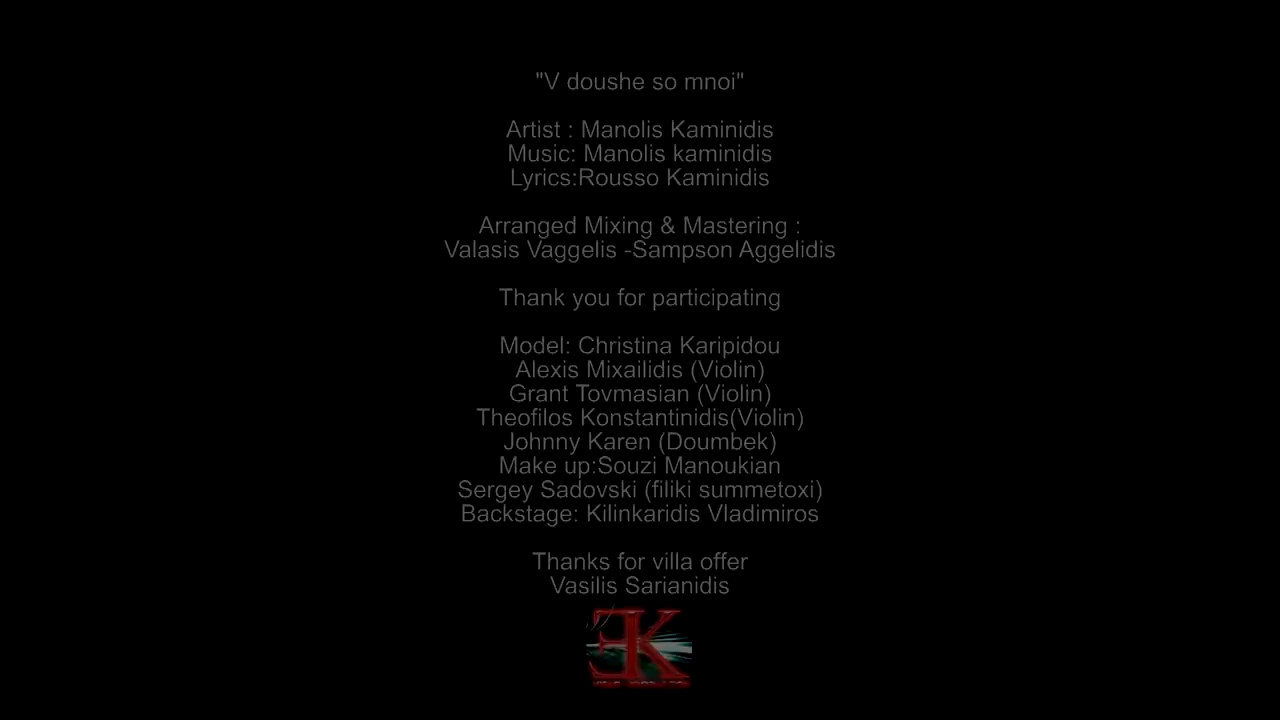 "V doushe so mnoi"
Artist : Manolis Kaminidis
Music: Manolis kaminidis
Lyrics:Rousso Kaminidis
Arranged Mixing & Mastering :
Valasis Vaggelis -Sampson Aggelidis
Thank you for participating
Model: Christina Karipidou
Alexis Mixailidis (Violin)
Grant Tovmasian (Violin)
Theofilos Konstantinidis(Violin)
Johnny Karen (Doumbek)
Make up:Souzi Manoukian
Sergey Sadovski (filiki summetoxi)
Backstage: Kilinkaridis Vladimiros
Thanks for villa offer
Vasilis Sarianidis